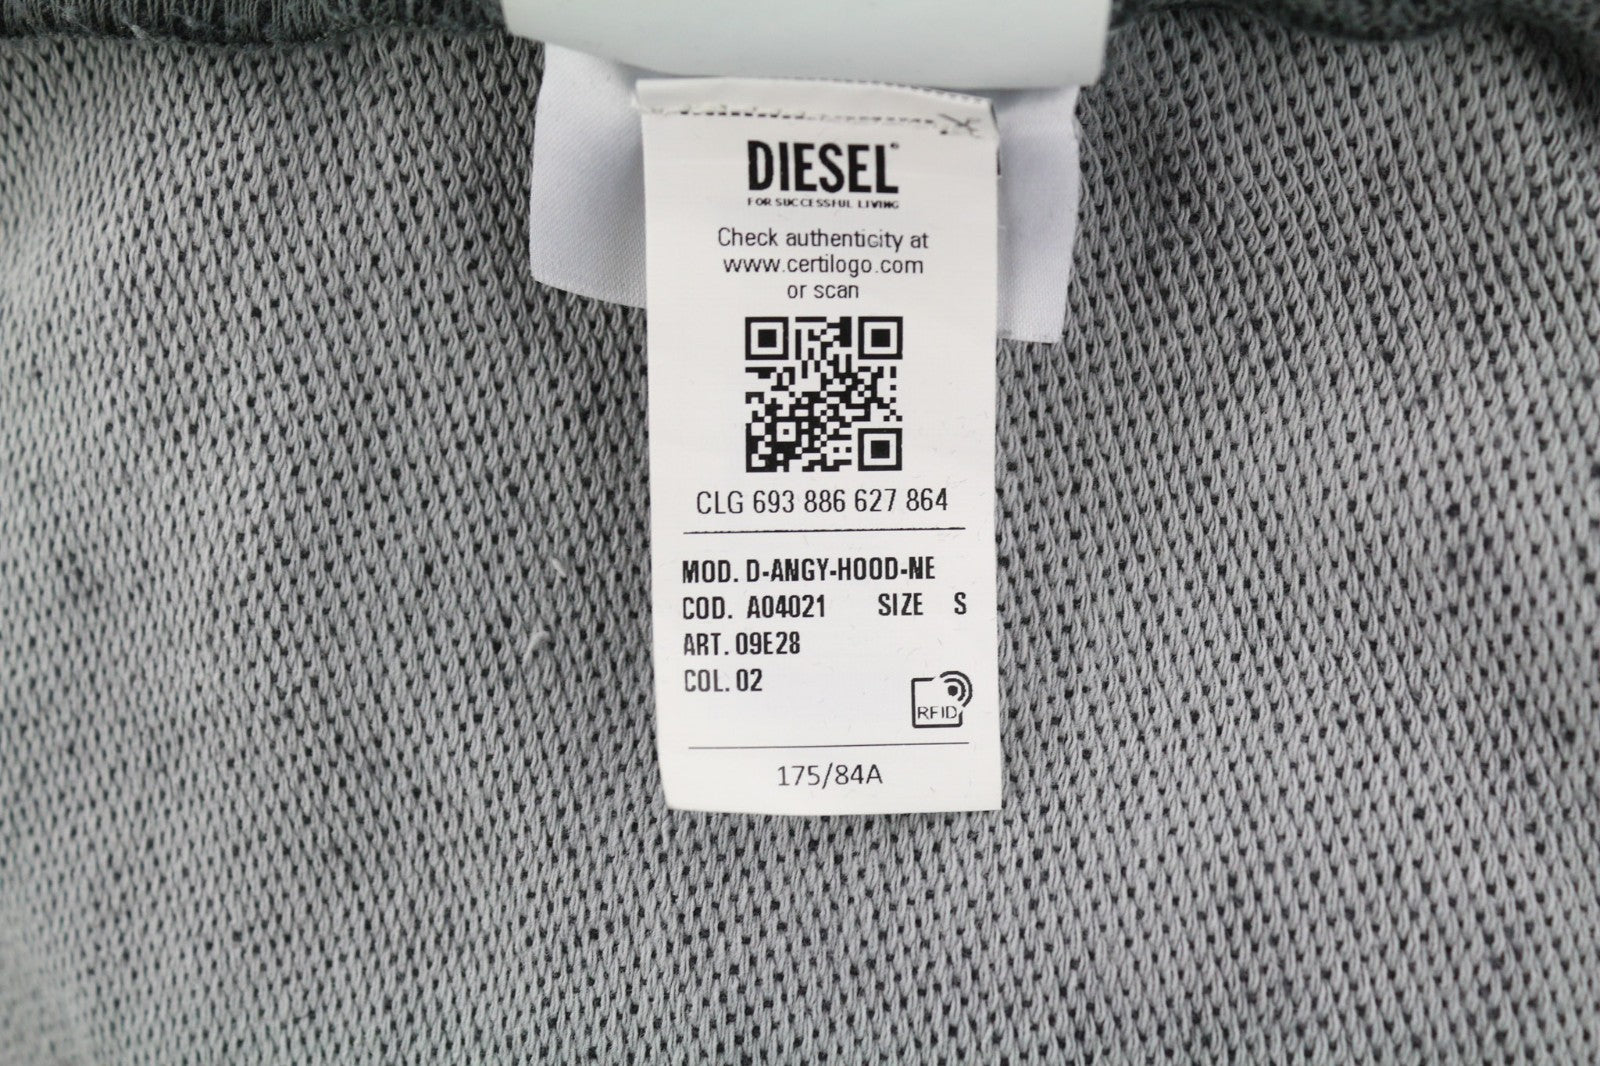 DIESEL
FOR SUCCESSFUL LIVING
Check authenticity at
www.certilogo.com
or scan
CLG 693 886 627 864
MOD. D-ANGY-HOOD-NE
COD. A04021 SIZE S
ART. 09E28
COL. 02
RFID
175/84A